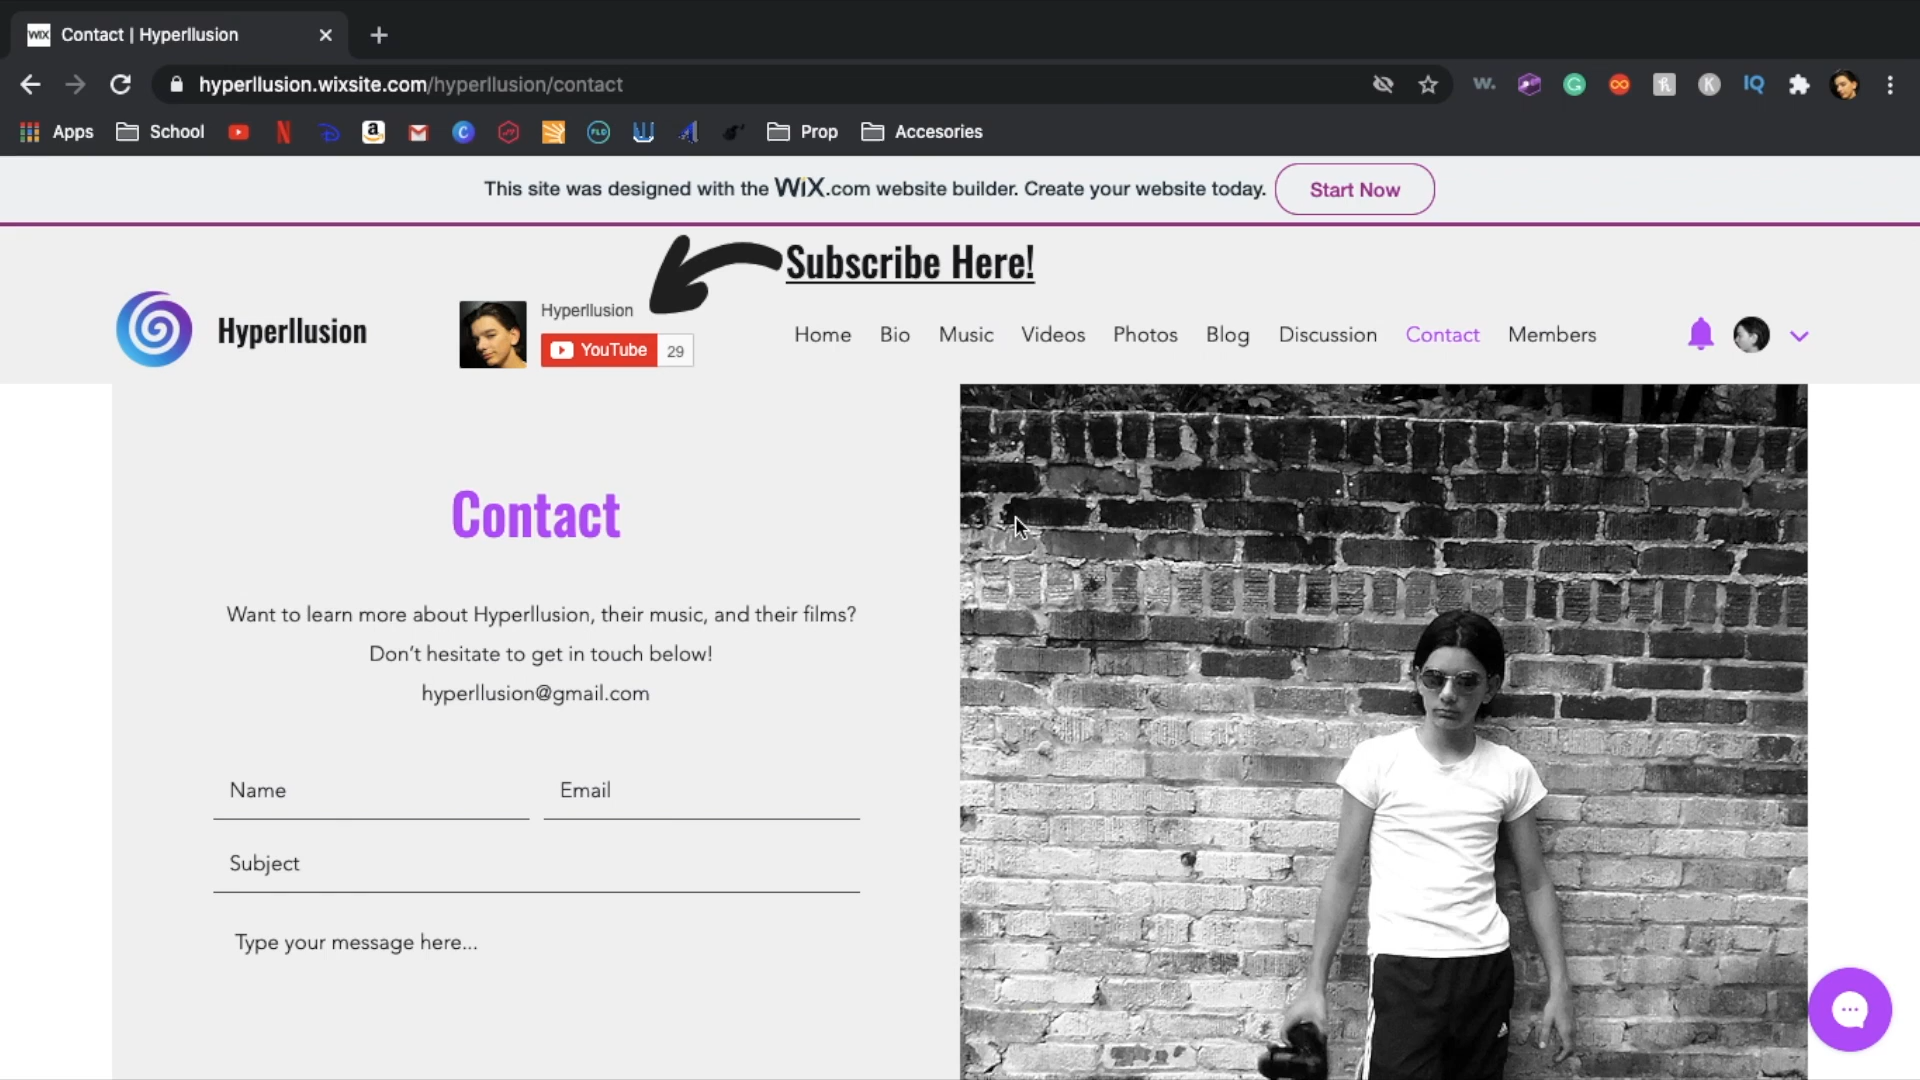 WiX Contact | Hyperllusion
hyperllusion.wixsite.com/hyperllusion/contact
w. G K IQ
Apps School N a C FLD Prop Accesories
This site was designed with the WiX.com website builder. Create your website today. Start Now
Subscribe Here!
Hyperllusion
Hyperllusion
YouTube 29
Home Bio Music Videos Photos Blog Discussion Contact Members
Contact
Want to learn more about Hyperllusion, their music, and their films?
Don't hesitate to get in touch below!
hyperllusion@gmail.com
Name Email
Subject
Type your message here...